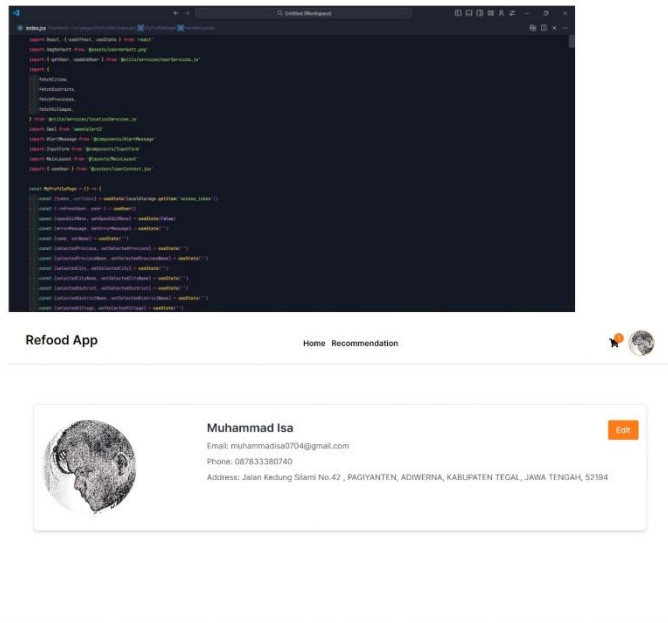 Untitled (Workspace)
index.jsx
import React, { useEffect, useState } from 'react'
import ImgDefault from '@assets/userDefault.png'
import { getUser, updateUser } from '@utils/services/userServices.js'
import {
fetchCities,
fetchDistricts,
fetchProvinces,
fetchVillages,
} from '@utils/services/locationServices.js'
import Swal from 'sweetalert2'
import AlertMessage from '@components/AlertMessage'
import InputForm from '@components/InputForm'
import MainLayout from '@layouts/MainLayout'
import { useUser } from '@context/userContext.jsx'
const MyProfilePage = () => {
const [token, setToken] = useState(localStorage.getItem('access_token'))
const { refreshUser, user } = useUser()
const [openEditMenu, setOpenEditMenu] = useState(false)
const [errorMessage, SetErrorMessage] = useState('')
const [name, setName] = useState('')
const [selectedProvince, setSelectedProvince] = useState('')
const [selectedProvinceName, setSelectedProvinceName] = useState('')
const [selectedCity, setSelectedCity] = useState('')
const [selectedCityName, setSelectedCityName] = useState('')
const [selectedDistrict, setSelectedDistrict] = useState('')
const [selectedDistrictName, setSelectedDistrictName] = useState('')
const [selectedVillage, setSelectedVillage] = useState('')
Refood App
Home Recommendation
Muhammad Isa
Edit
Email: muhammadisa0704@gmail.com
Phone: 087833380740
Address: Jalan Kedung Silami No.42 , PAGIYANTEN, ADIWERNA, KABUPATEN TEGAL, JAWA TENGAH, 52194